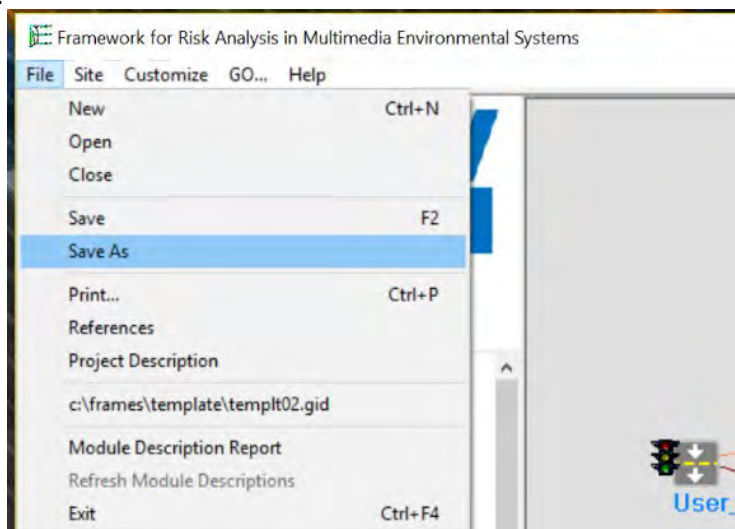 Framework for Risk Analysis in Multimedia Environmental Systems
File Site Customize GO... Help
New Ctrl+N
Open
Close
Save F2
Save As
Print... Ctrl+P
References
Project Description
c:\frames\template\templt02.gid
Module Description Report
Refresh Module Descriptions
Exit Ctrl+F4
User_